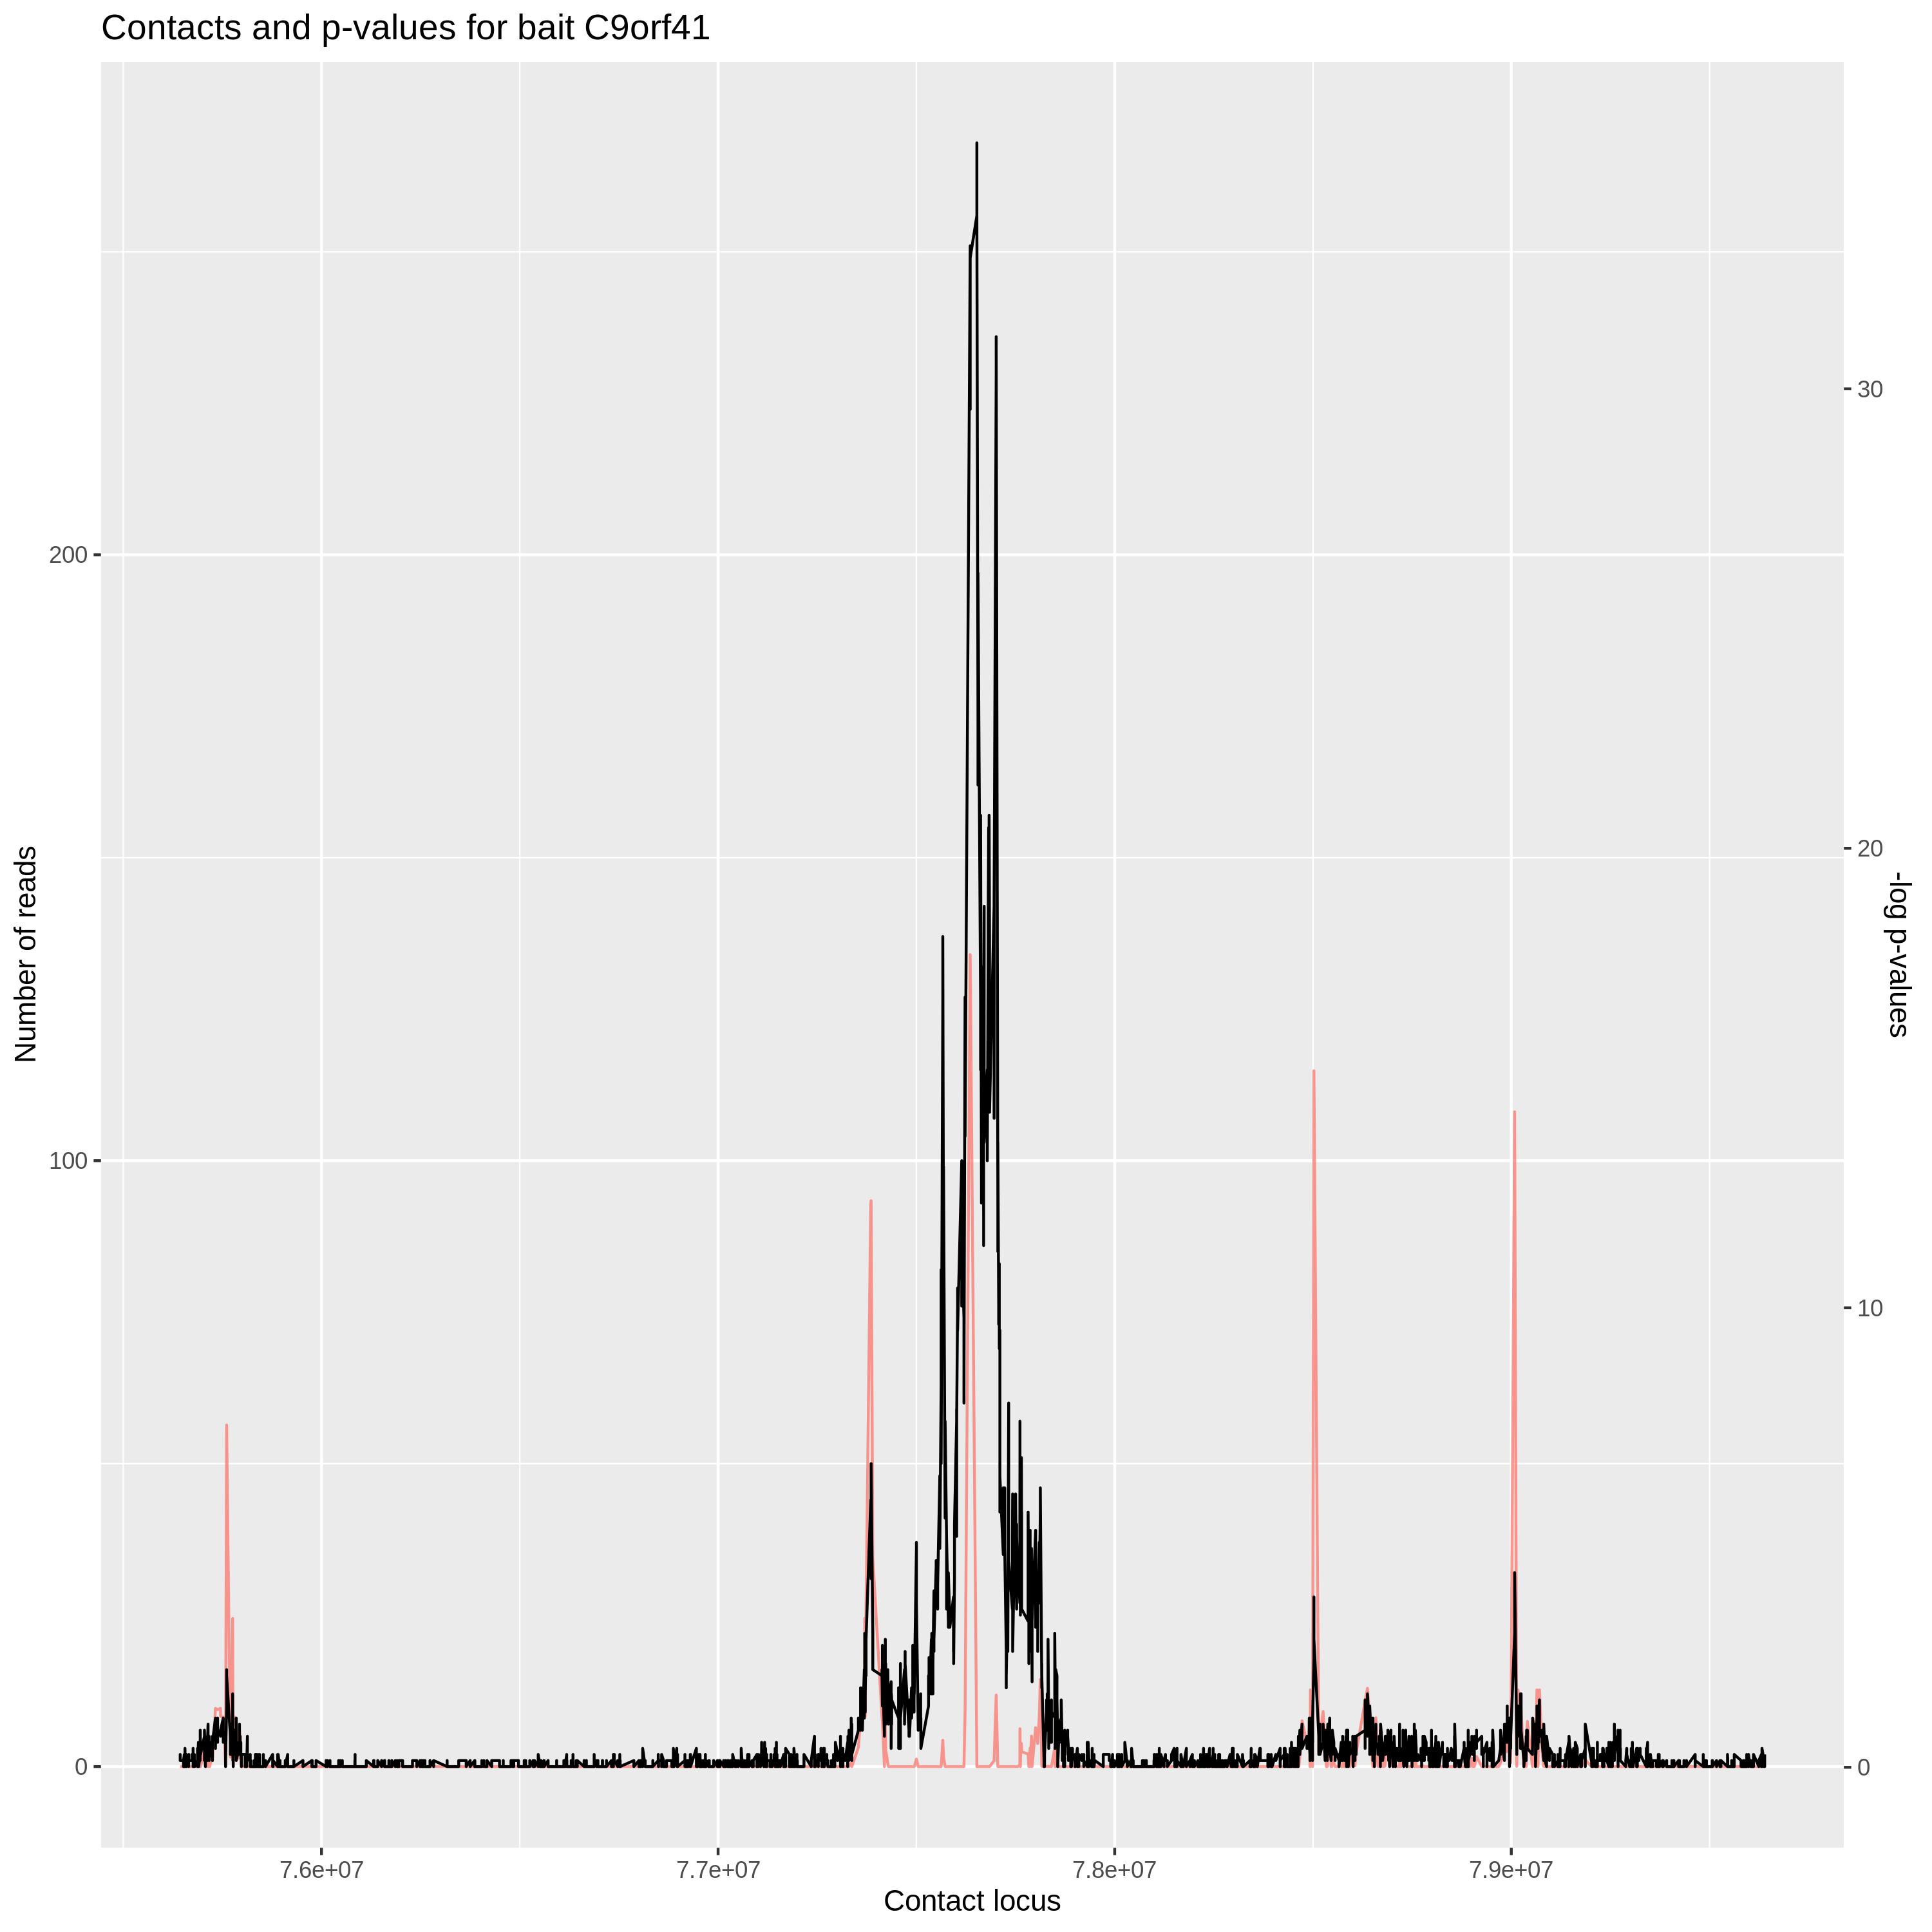 Contacts and p-values for bait C9orf41
Number of reads
200
100
0
30
20
10
0
-log p-values
7.6e+07
7.7e+07
7.8e+07
7.9e+07
Contact locus